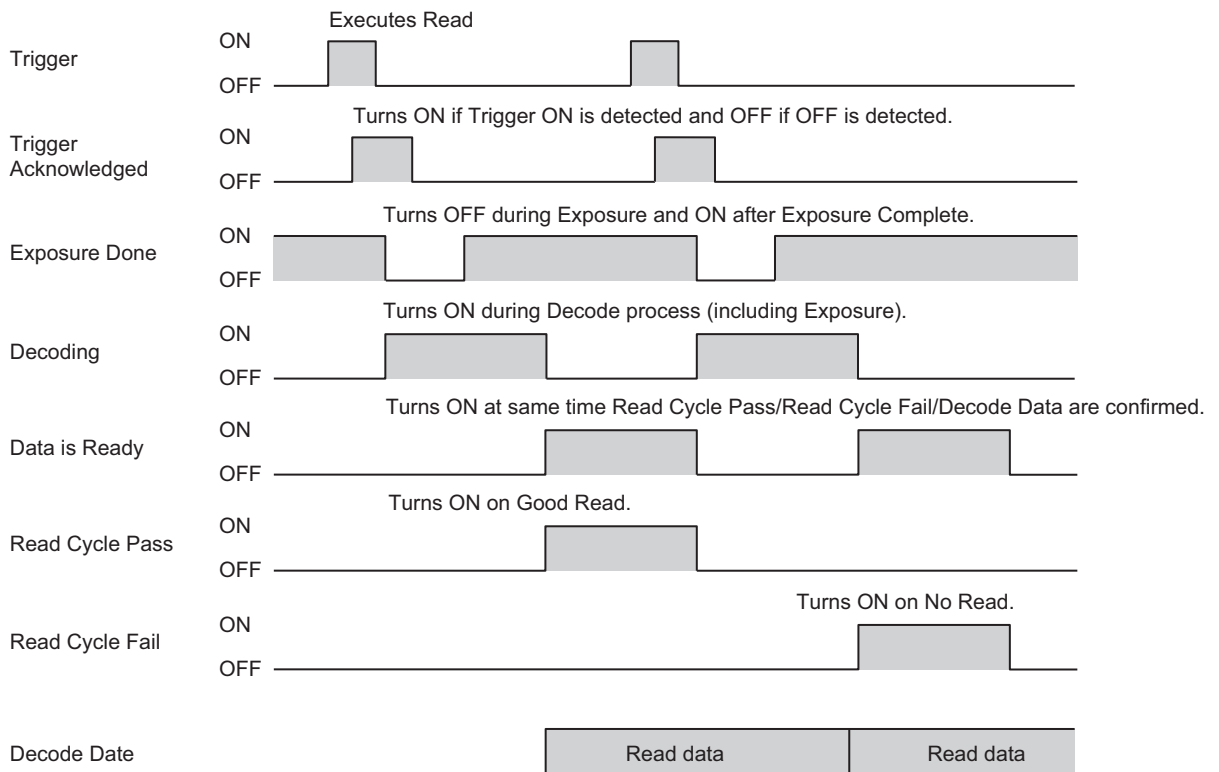 Executes Read
Trigger
ON
OFF
Turns ON if Trigger ON is detected and OFF if OFF is detected.
Trigger
Acknowledged
ON
OFF
Turns OFF during Exposure and ON after Exposure Complete.
Exposure Done
ON
OFF
Turns ON during Decode process (including Exposure).
Decoding
ON
OFF
Turns ON at same time Read Cycle Pass/Read Cycle Fail/Decode Data are confirmed.
Data is Ready
ON
OFF
Turns ON on Good Read.
Read Cycle Pass
ON
OFF
Turns ON on No Read.
Read Cycle Fail
ON
OFF
Decode Date
Read data
Read data